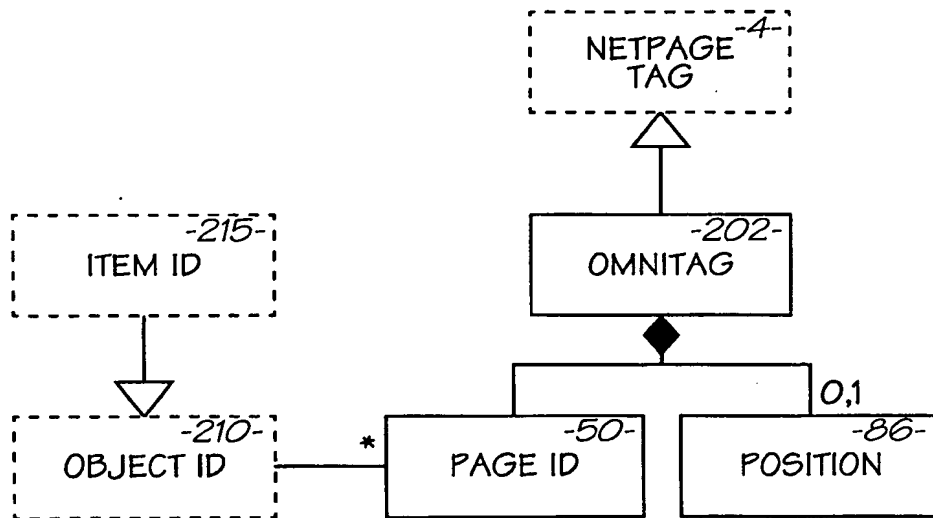 -4-
NETPAGE
TAG
-215-
ITEM ID
-202-
OMNITAG
0,1
-210-
OBJECT ID
*
-50-
PAGE ID
-86-
POSITION